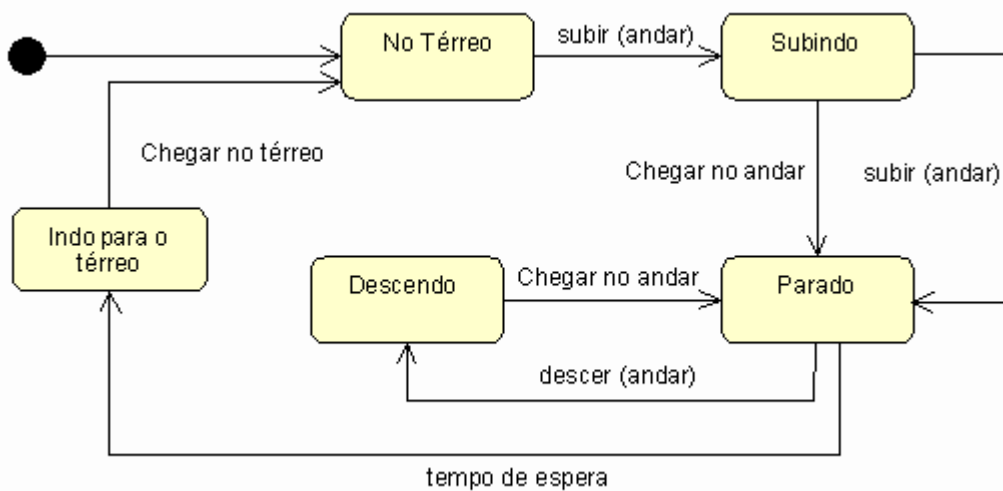 No Térreo
subir (andar)
Subindo
Chegar no térreo
Chegar no andar
subir (andar)
Indo para o
térreo
Descendo
Chegar no andar
Parado
descer (andar)
tempo de espera